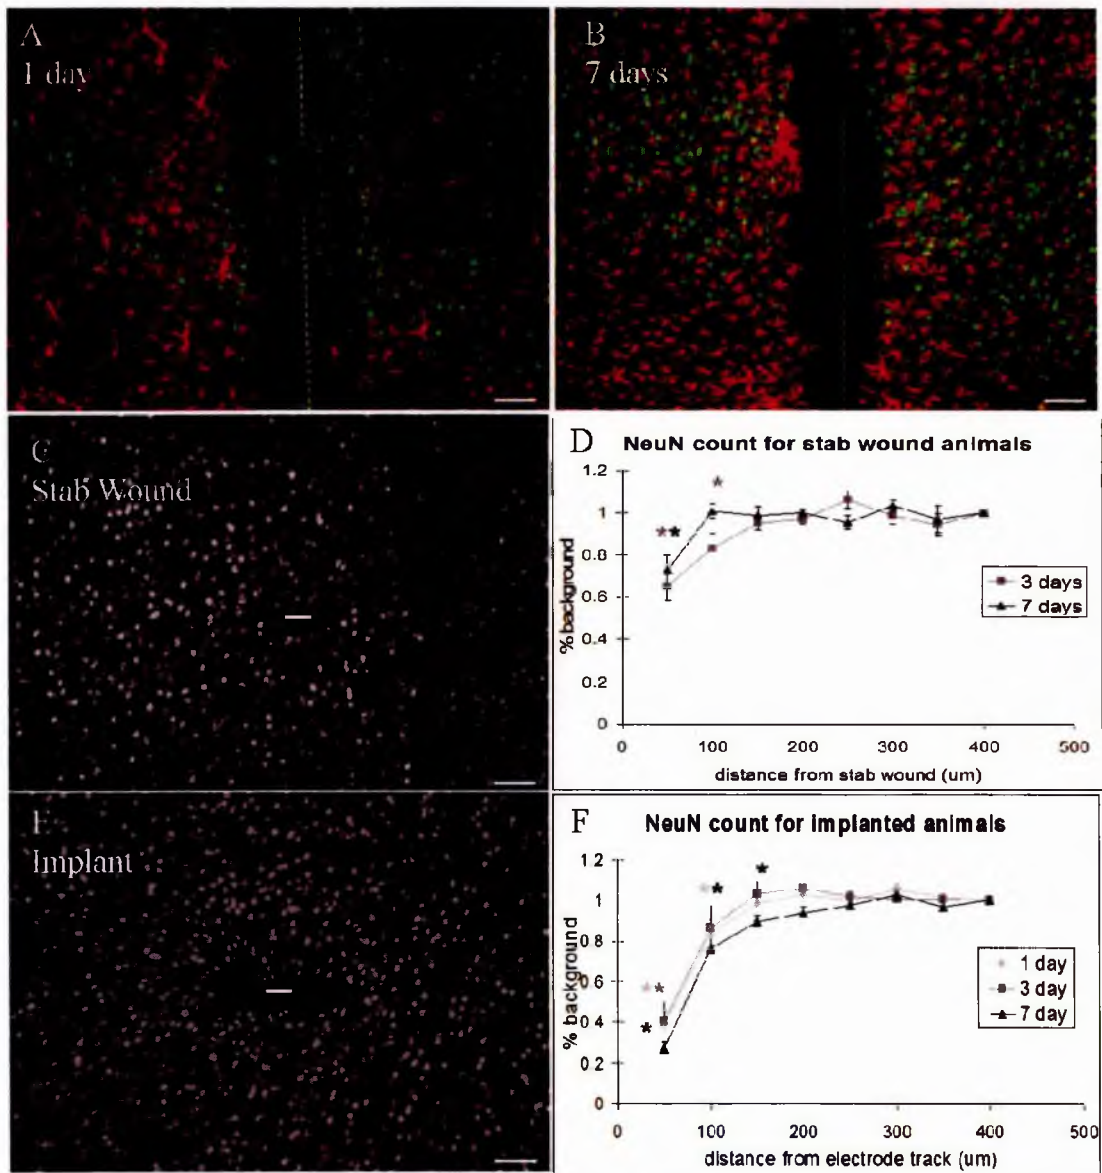 A
1 day
B
7 days
C
Stab Wound
D
NeuN count for stab wound animals
% background
1.2
1
0.8
0.6
0.4
0.2
0
0
100
200
300
400
500
distance from stab wound (um)
3 days
7 days
Implant
F
NeuN count for implanted animals
% background
1 2
1
0.8
0.6
0.4
0 2
0
0
100
200
300
400
500
distance from electrode track (um)
1 day
3 day
7 day